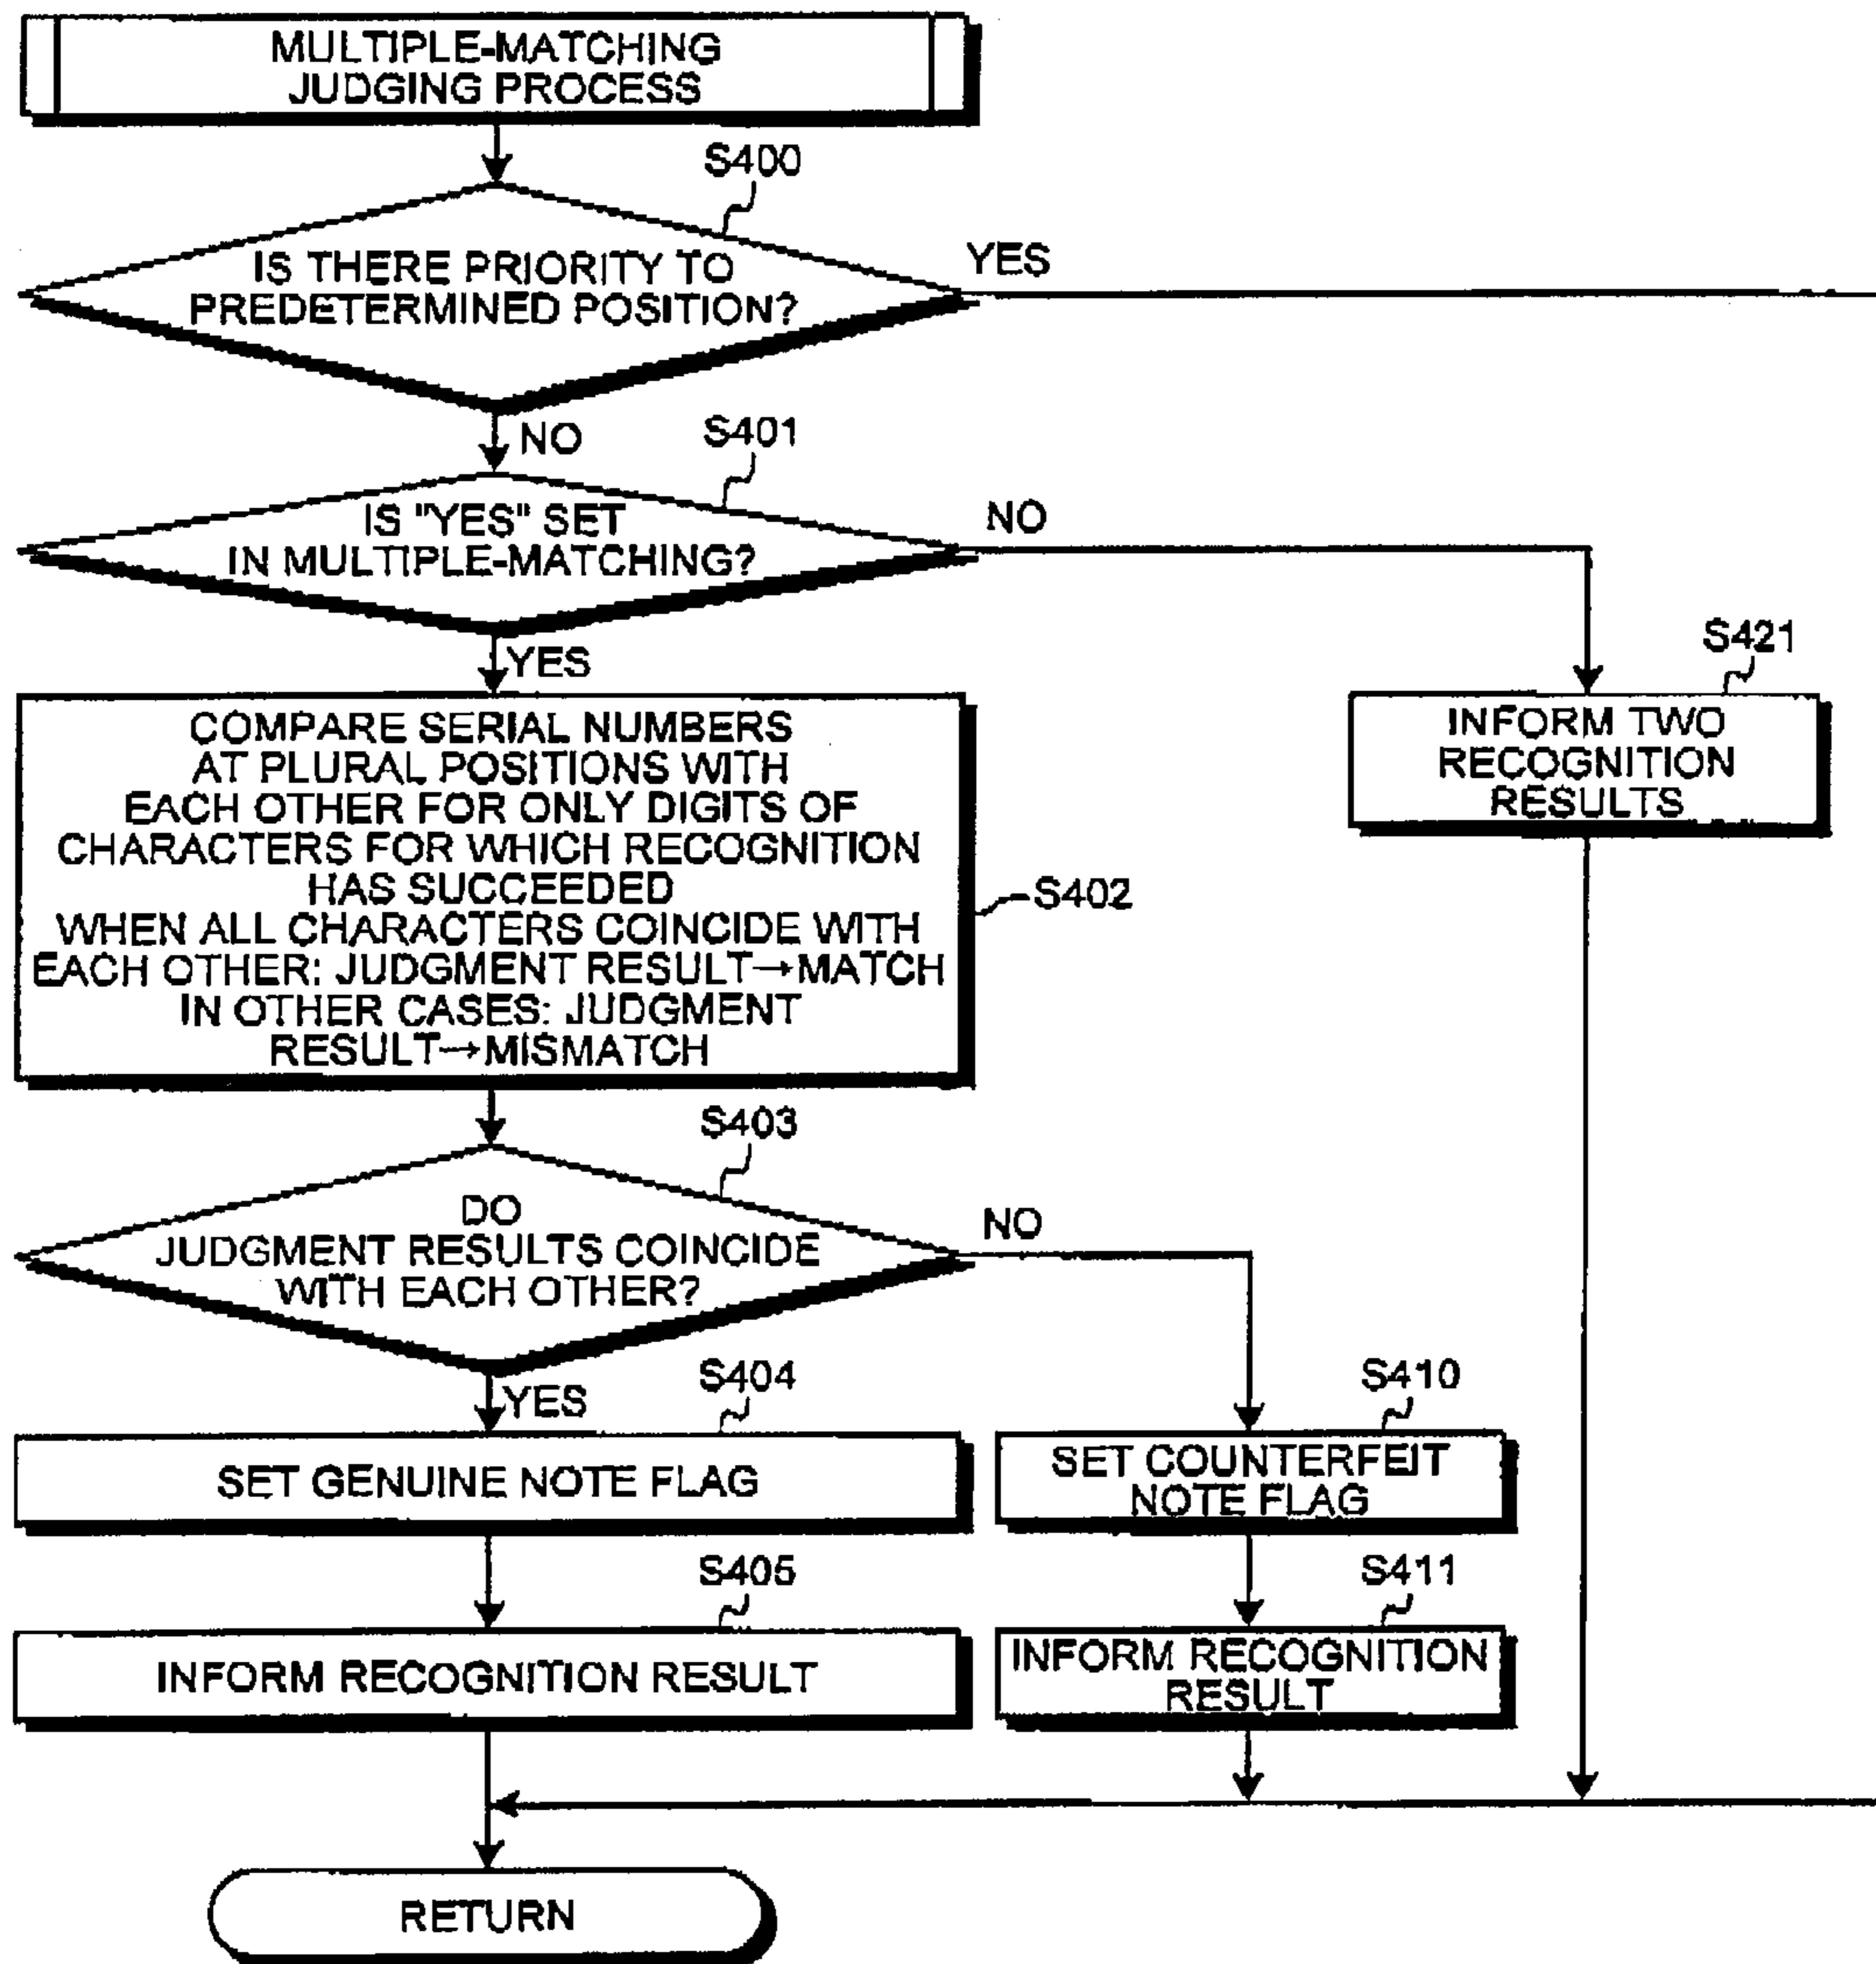 MULTIPLE-MATCHING
JUDGING PROCESS
S400
IS THERE PRIORITY TO
PREDETERMINED POSITION?
YES
NO
S401
IS "YES" SET
IN MULTIPLE-MATCHING?
NO
YES
S421
INFORM TWO
RECOGNITION
RESULTS
COMPARE SERIAL NUMBERS
AT PLURAL POSITIONS WITH
EACH OTHER FOR ONLY DIGITS OF
CHARACTERS FOR WHICH RECOGNITION
HAS SUCCEEDED
WHEN ALL CHARACTERS COINCIDE WITH
EACH OTHER: JUDGMENT RESULT→MATCH
IN OTHER CASES: JUDGMENT
RESULT→MISMATCH
S402
S403
DO
JUDGMENT RESULTS COINCIDE
WITH EACH OTHER?
NO
YES
S404
SET GENUINE NOTE FLAG
S410
SET COUNTERFEIT
NOTE FLAG
S405
INFORM RECOGNITION RESULT
S411
INFORM RECOGNITION
RESULT
RETURN